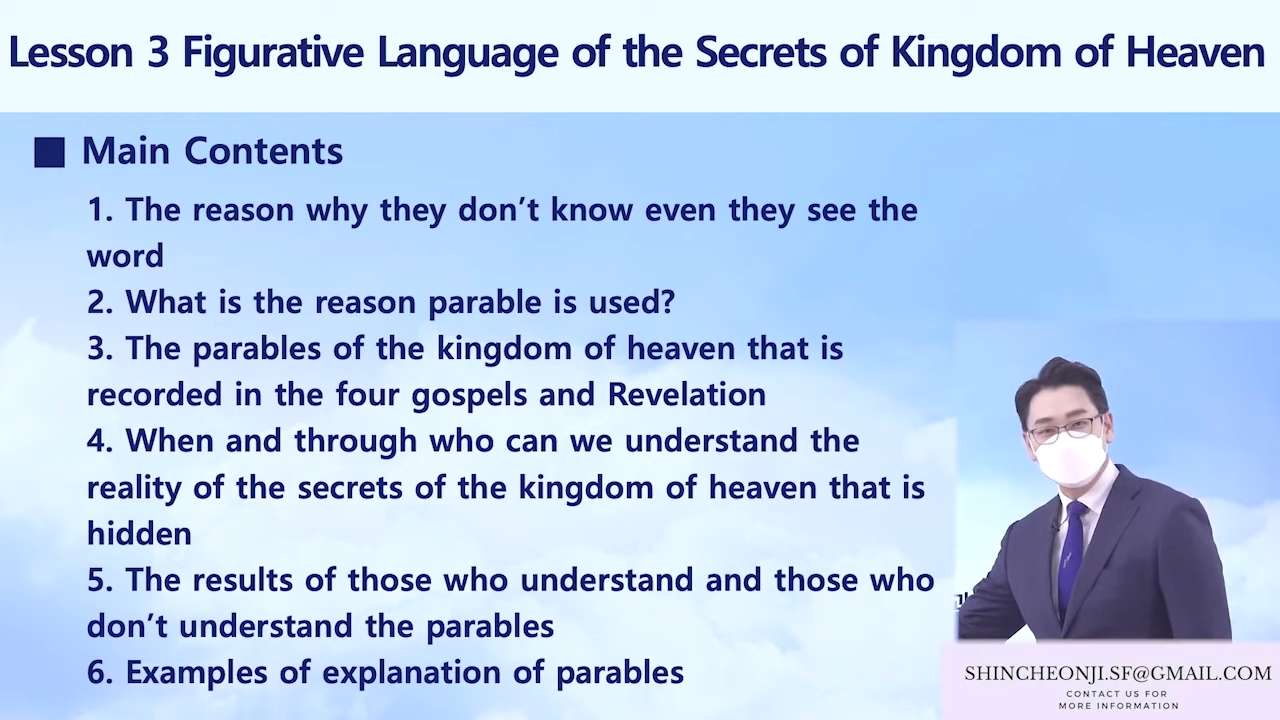 Lesson 3 Figurative Language of the Secrets of Kingdom of Heaven
Main Contents
1. The reason why they don’t know even they see the
word
2. What is the reason parable is used?
3. The parables of the kingdom of heaven that is
recorded in the four gospels and Revelation
4. When and through who can we understand the
reality of the secrets of the kingdom of heaven that is
hidden
5. The results of those who understand and those who
don’t understand the parables
6. Examples of explanation of parables
SHINCHEONJI.SF@GMAIL.COM
CONTACT US FOR
MORE INFORMATION